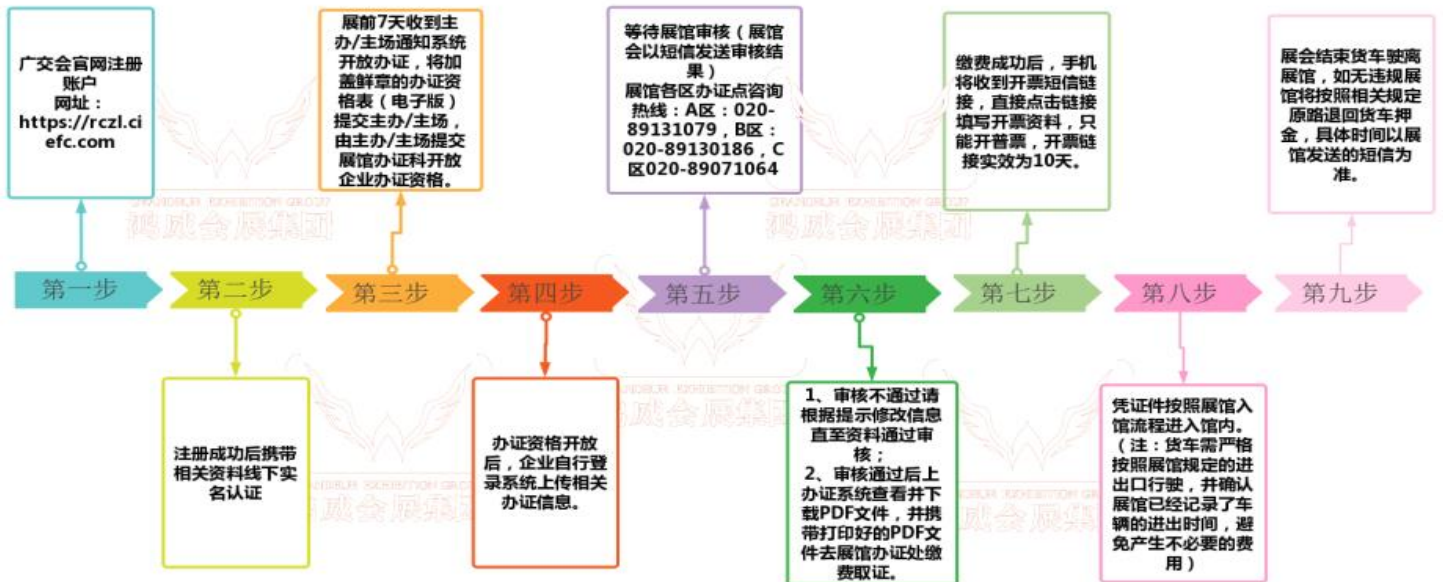 广交会官网注册
账户
网址：
https://rczl.ci
efc.com
展前7天收到主
办/主场通知系统
开放办证，将加
盖鲜章的办证资
格表（电子版）
提交主办/主场，
由主办/主场提交
展馆办证科开放
企业办证资格。
等待展馆审核（展馆
会以短信发送审核结
果）
展馆各区办证点咨询
热线：A区：020-
89131079，B区：
020-89130186，C
区020-89071064
缴费成功后，手机
将收到开票短信链
接，直接点击链接
填写开票资料，只
能开普票，开票链
接实效为10天。
展会结束货车驶离
展馆，如无违规展
馆将按照相关规定
原路退回货车押
金，具体时间以展
馆发送的短信为
准。
第一步
第二步
第三步
第四步
第五步
第六步
第七步
第八步
第九步
注册成功后携带
相关资料线下实
名认证
办证资格开放
后，企业自行登
录系统上传相关
办证信息。
1、审核不通过请
根据提示修改信息
直至资料通过审
核；
2、审核通过后上
办证系统查看并下
载PDF文件，并携
带打印好的PDF文
件去展馆办证处缴
费取证。
凭证件按照展馆入
馆流程进入馆内。
（注：货车需严格
按照展馆规定的进
出口行驶，并确认
展馆已经记录了车
辆的进出时间，避
免产生不必要的费
用）
鸿威会展集团
鸿威会展集团